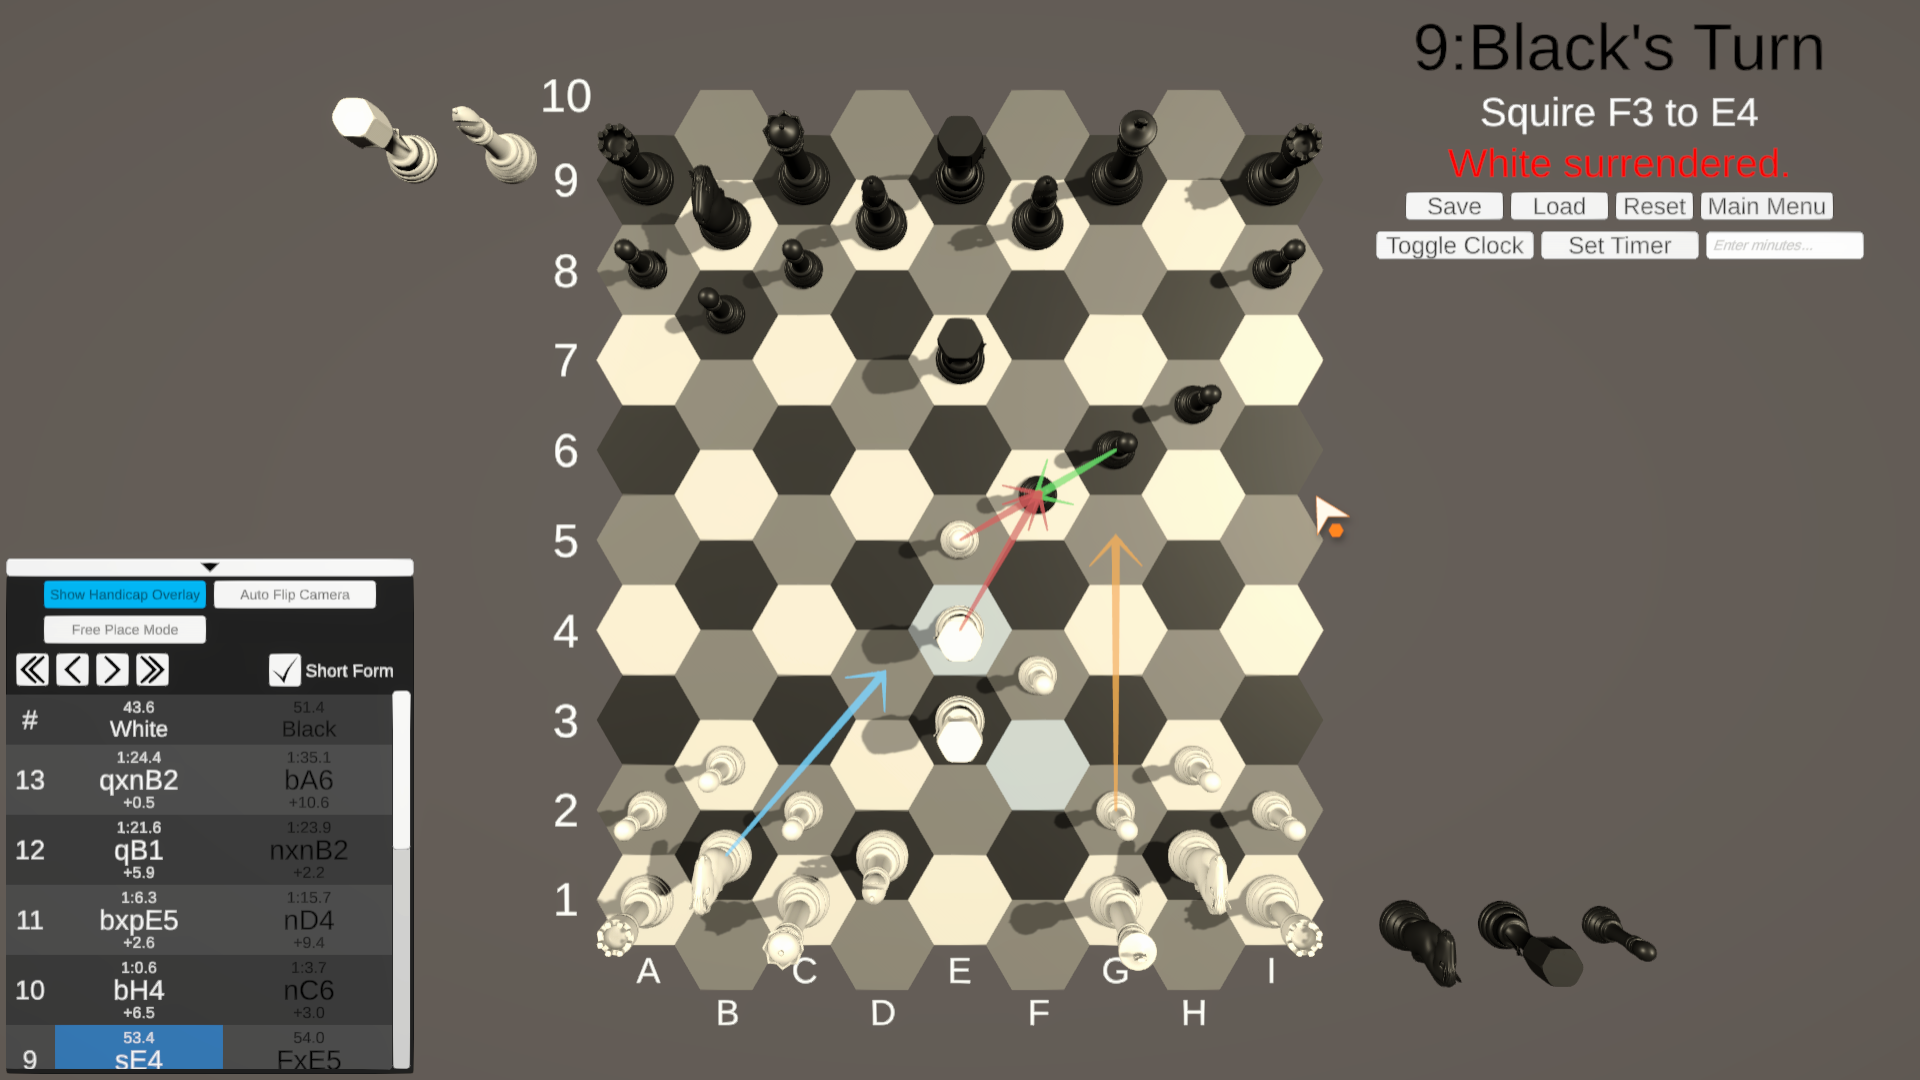 9:Black's Turn
Squire F3 to E4
White surrendered.
Save Load Reset Main Menu
Toggle Clock Set Timer Enter minutes...
10
9
8
7
6
5
4
3
2
1
A C E G I
B D F H
Show Handicap Overlay Auto Flip Camera
Free Place Mode
Short Form
43.6 51.4
# White Black
1:24.4 1:35.1
13 qxnB2 bA6
+0.5 +10.6
1:21.6 1:23.9
12 qB1 nxnB2
+5.9 +2.2
1:6.3 1:15.7
11 bxpE5 nD4
+2.6 +9.4
1:0.6 1:3.7
10 bH4 nC6
+6.5 +3.0
53.4 54.0
9 sE4 FxE5